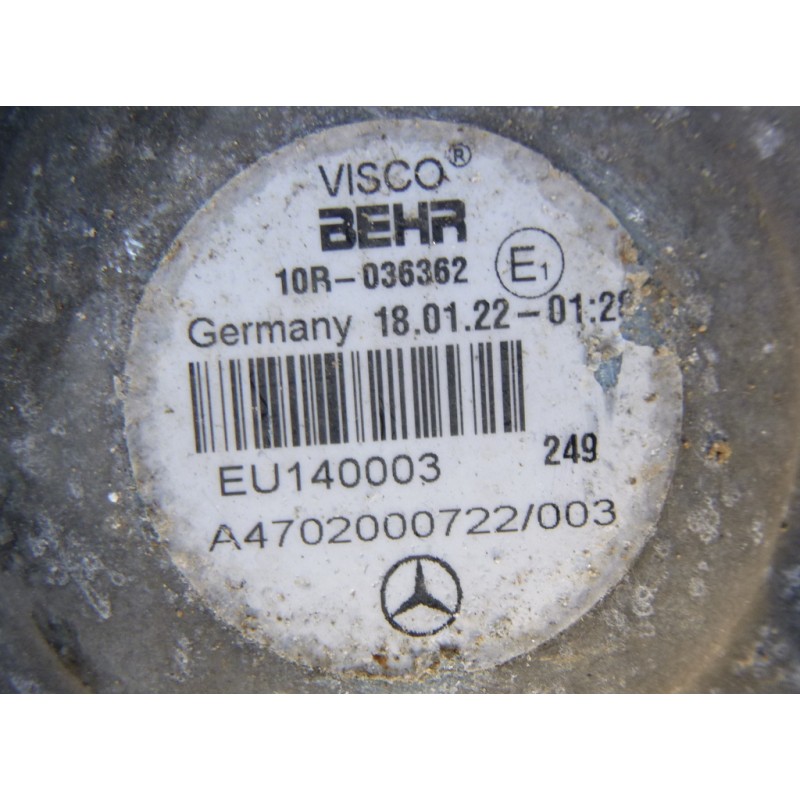 VISCO®
BEHR
10R-036362 E1
Germany 18.01.22-01:2
EU140003 249
A4702000722/003